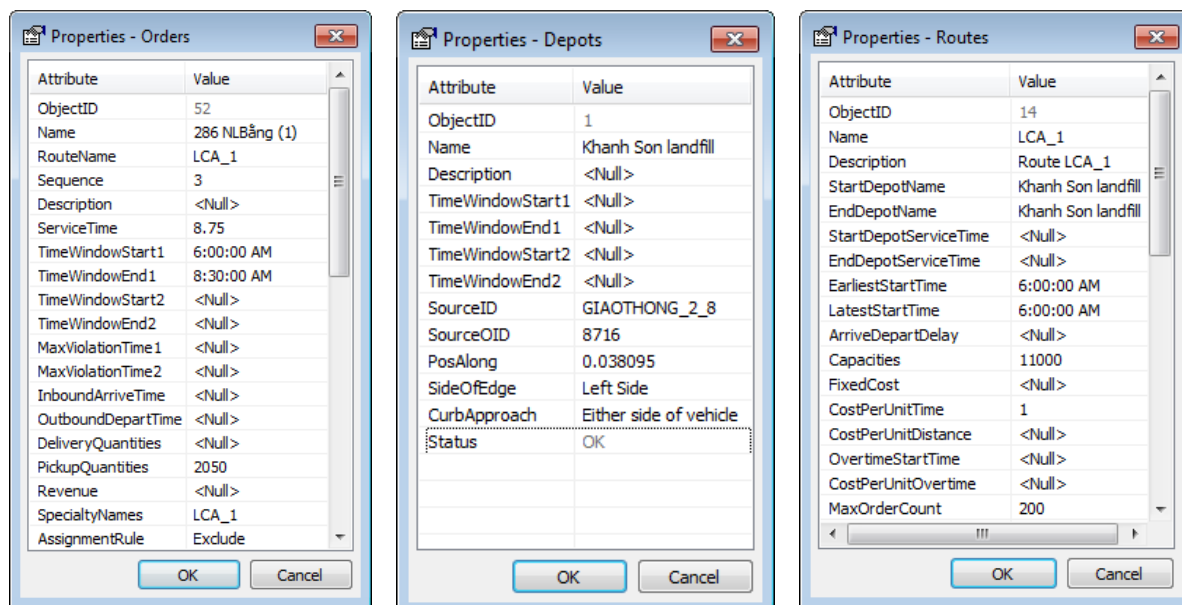 Properties - Orders
Attribute Value
ObjectID 52
Name 286 NLBằng (1)
RouteName LCA_1
Sequence 3
Description <Null>
ServiceTime 8.75
TimeWindowStart1 6:00:00 AM
TimeWindowEnd1 8:30:00 AM
TimeWindowStart2 <Null>
TimeWindowEnd2 <Null>
MaxViolationTime1 <Null>
MaxViolationTime2 <Null>
InboundArriveTime <Null>
OutboundDepartTime <Null>
DeliveryQuantities <Null>
PickupQuantities 2050
Revenue <Null>
SpecialtyNames LCA_1
AssignmentRule Exclude
OK Cancel
Properties - Depots
Attribute Value
ObjectID 1
Name Khanh Son landfill
Description <Null>
TimeWindowStart1 <Null>
TimeWindowEnd1 <Null>
TimeWindowStart2 <Null>
TimeWindowEnd2 <Null>
SourceID GIAOTHONG_2_8
SourceOID 8716
PosAlong 0.038095
SideOfEdge Left Side
CurbApproach Either side of vehicle
Status OK
OK Cancel
Properties - Routes
Attribute Value
ObjectID 14
Name LCA_1
Description Route LCA_1
StartDepotName Khanh Son landfill
EndDepotName Khanh Son landfill
StartDepotServiceTime <Null>
EndDepotServiceTime <Null>
EarliestStartTime 6:00:00 AM
LatestStartTime 6:00:00 AM
ArriveDepartDelay <Null>
Capacities 11000
FixedCost <Null>
CostPerUnitTime 1
CostPerUnitDistance <Null>
OvertimeStartTime <Null>
CostPerUnitOvertime <Null>
MaxOrderCount 200
OK Cancel